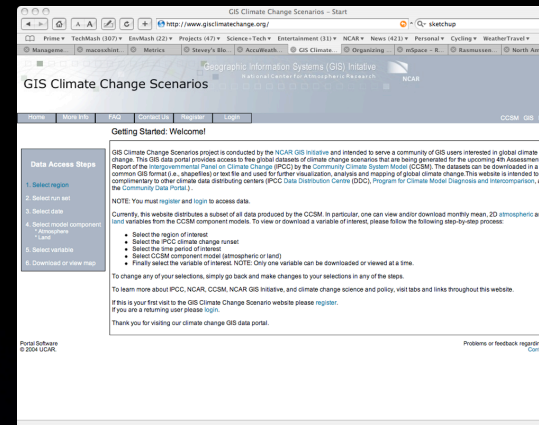 GIS Climate Change Scenarios – Start
http://www.gisclimatechange.org/
Q- sketchup
Prime TechMash (307) EnvMash (22) Projects (47) Science+Tech Entertainment (31) NCAR News (421) Personal Cycling WeatherTravel
Manageme... macosxhint... Metrics Stevey's Blo... AccuWeath... GIS Climate... Organizing ... mSpace – R... Rasmussen... North Am
Geographic Information Systems (GIS) Initiative
National Center for Atmospheric Research
NCAR
GIS Climate Change Scenarios
Home More Info FAQ Contact Us Register Login CCSM GIS
Getting Started: Welcome!
Data Access Steps
1. Select region
2. Select run set
3. Select date
4. Select model component
* Atmosphere
* Land
5. Select variable
6. Download or view map
GIS Climate Change Scenarios project is conducted by the NCAR GIS Initiative and intended to serve a community of GIS users interested in global climate
change. This GIS data portal provides access to free global datasets of climate change scenarios that are being generated for the upcoming 4th Assessmen
Report of the Intergovernmental Panel on Climate Change (IPCC) by the Community Climate System Model (CCSM). The datasets can be downloaded in a
common GIS format (i.e., shapefiles) or text file and used for further visualization, analysis and mapping of global climate change. This website is intended to
complimentary to other climate data distributing centers (IPCC Data Distribution Centre (DDC), Program for Climate Model Diagnosis and Intercomparison,
the Community Data Portal.) .
NOTE: You must register and login to access data.
Currently, this website distributes a subset of all data produced by the CCSM. In particular, one can view and/or download monthly mean, 2D atmospheric a
land variables from the CCSM component models. To view or download a variable of interest, please follow the following step-by-step process:
Select the region of interest
Select the IPCC climate change runset
Select the time period of interest
Select CCSM component model (atmospheric or land)
Finally select the variable of interest. NOTE: Only one variable can be downloaded or viewed at a time.
To change any of your selections, simply go back and make changes to your selections in any of the steps.
To learn more about IPCC, NCAR, CCSM, NCAR GIS Initiative, and climate change science and policy, visit tabs and links throughout this website.
If this is your first visit to the GIS Climate Change Scenario website please register.
If you are a returning user please login.
Thank you for visiting our climate change GIS data portal.
Portal Software
© 2004 UCAR.
Problems or feedback regardin
Con